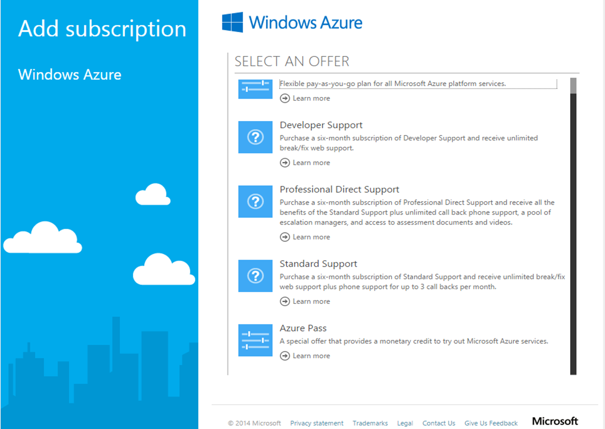 Add subscription
Windows Azure
Windows Azure
SELECT AN OFFER
Flexible pay-as-you-go plan for all Microsoft Azure platform services.
Learn more
Developer Support
Purchase a six-month subscription of Developer Support and receive unlimited
break/fix web support.
Learn more
Professional Direct Support
Purchase a six-month subscription of Professional Direct Support and receive all the
benefits of the Standard Support plus unlimited call back phone support, a pool of
escalation managers, and access to assessment documents and videos.
Learn more
Standard Support
Purchase a six-month subscription of Standard Support and receive unlimited break/fix
web support plus phone support for up to 3 call backs per month.
Learn more
Azure Pass
A special offer that provides a monetary credit to try out Microsoft Azure services.
Learn more
© 2014 Microsoft Privacy statement Trademarks Legal Contact Us Give Us Feedback Microsoft